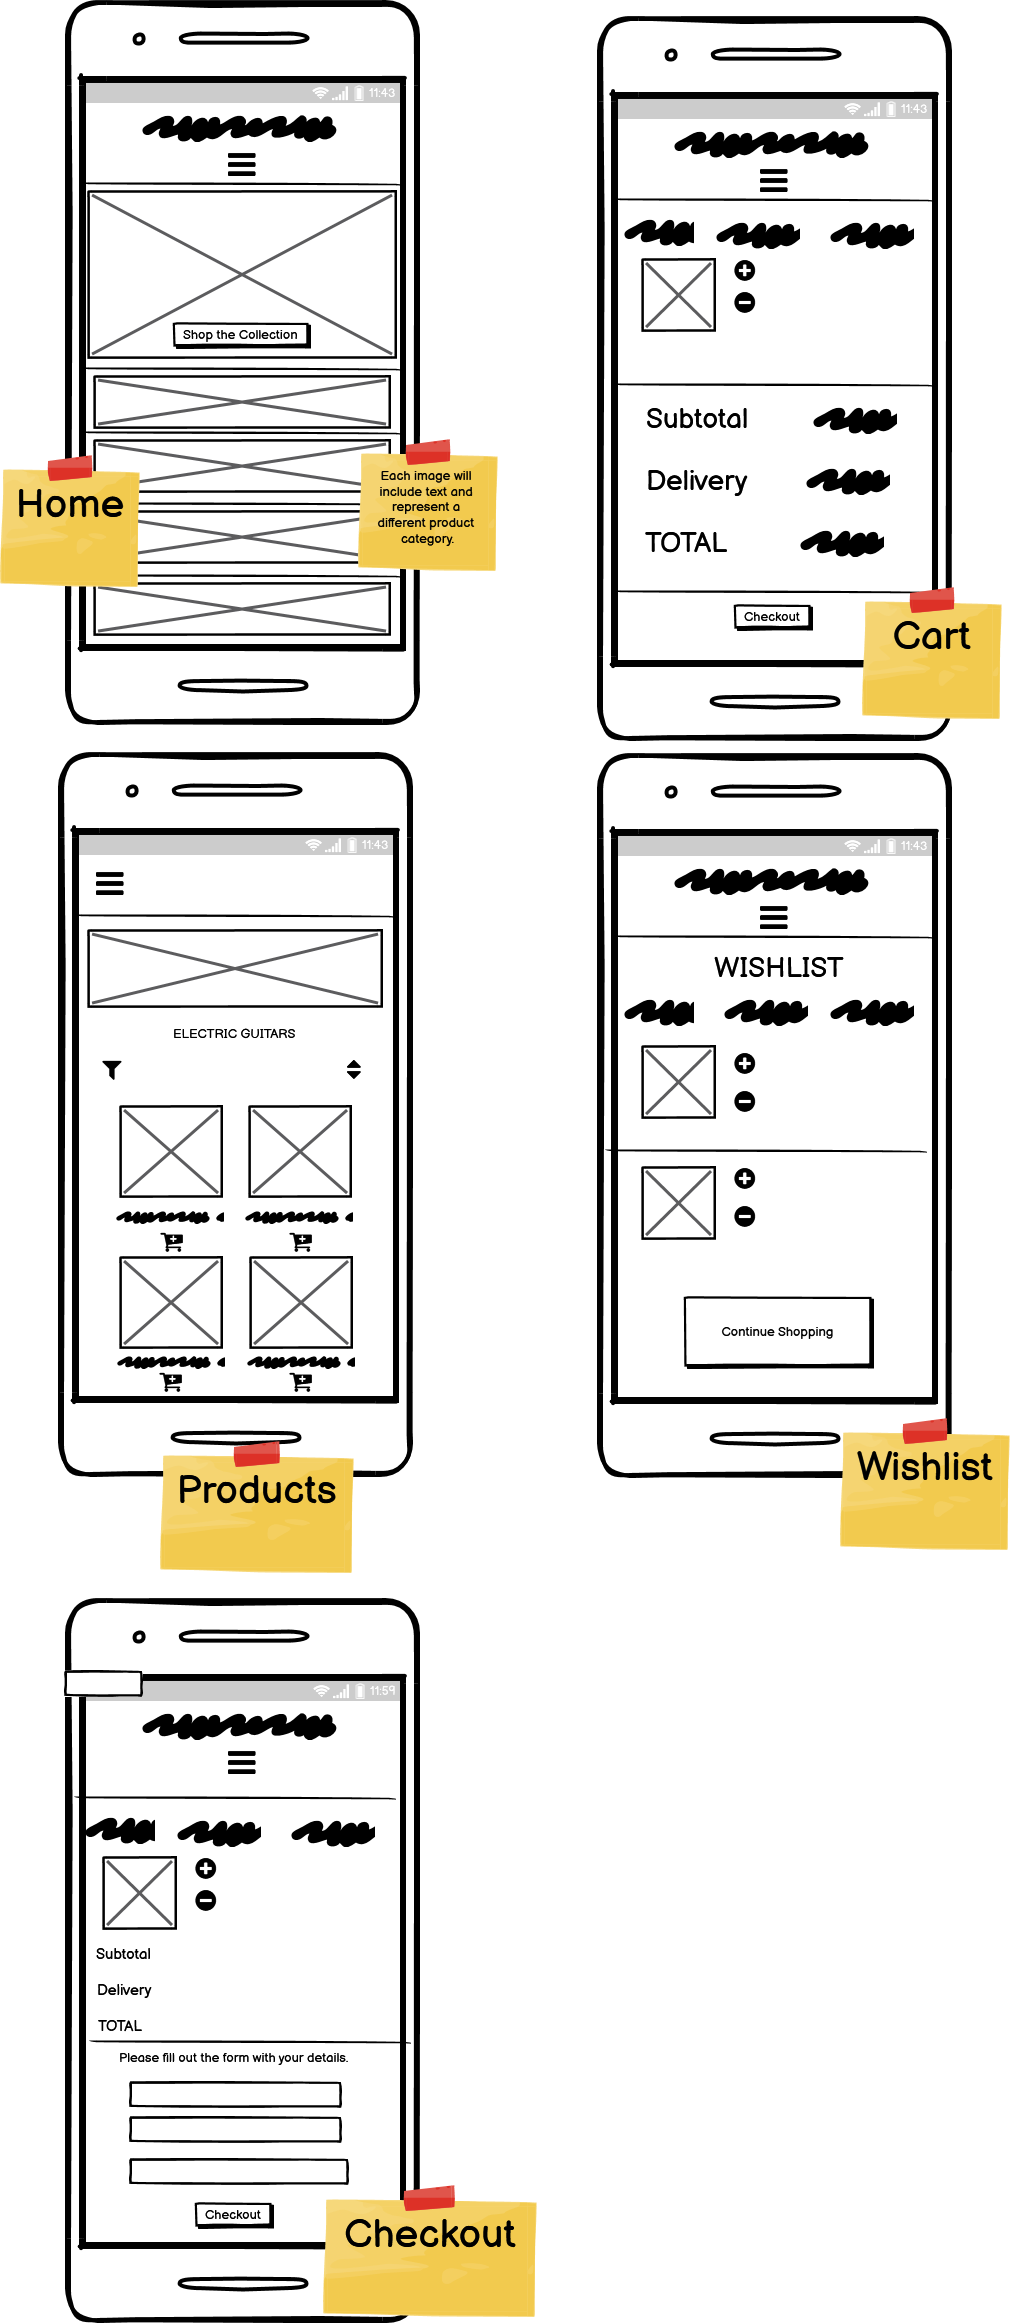 11:43
Shop the Collection
Home
Each image will
include text and
represent a
different product
category.
11:43
Subtotal
Delivery
TOTAL
Checkout
Cart
11:43
ELECTRIC GUITARS
Products
11:43
WISHLIST
Continue Shopping
Wishlist
11:59
Subtotal
Delivery
TOTAL
Please fill out the form with your details.
Checkout
Checkout